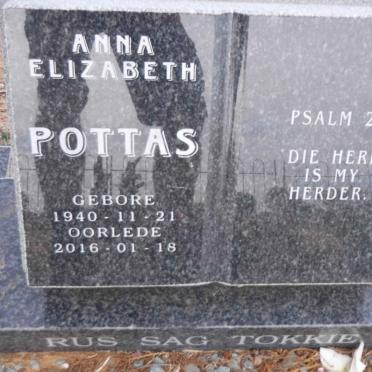 ANNA
ELIZABETH
POTTAS
GEBORE
1940-11-21
OORLEDE
2016-01-18
PSALM 2
DIE HER
IS MY
HERDER.
RUS SAG TOKKIE